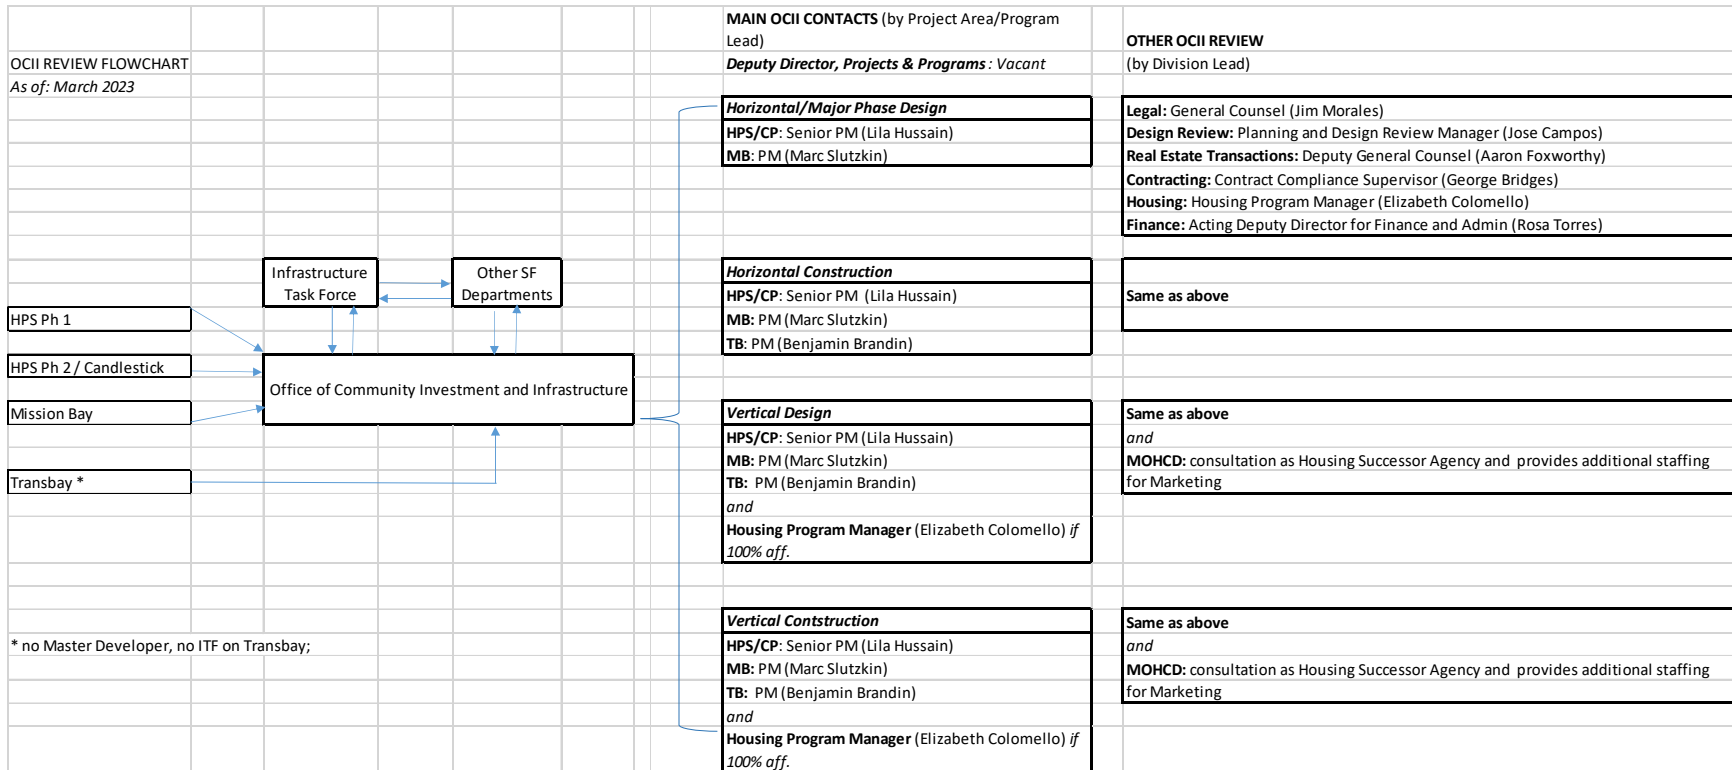 OCII REVIEW FLOWCHART
As of: March 2023
HPS Ph 1
HPS Ph 2 / Candlestick
Mission Bay
Transbay *
* no Master Developer, no ITF on Transbay;
Infrastructure
Task Force
Other SF
Departments
Office of Community Investment and Infrastructure
MAIN OCII CONTACTS (by Project Area/Program
Lead)
Deputy Director, Projects & Programs : Vacant
Horizontal/Major Phase Design
HPS/CP: Senior PM (Lila Hussain)
MB: PM (Marc Slutzkin)
Horizontal Construction
HPS/CP: Senior PM (Lila Hussain)
MB: PM (Marc Slutzkin)
TB: PM (Benjamin Brandin)
Vertical Design
HPS/CP: Senior PM (Lila Hussain)
MB: PM (Marc Slutzkin)
TB: PM (Benjamin Brandin)
and
Housing Program Manager (Elizabeth Colomello) if
100% aff.
Vertical Contstruction
HPS/CP: Senior PM (Lila Hussain)
MB: PM (Marc Slutzkin)
TB: PM (Benjamin Brandin)
and
Housing Program Manager (Elizabeth Colomello) if
100% aff.
OTHER OCII REVIEW
(by Division Lead)
Legal: General Counsel (Jim Morales)
Design Review: Planning and Design Review Manager (Jose Campos)
Real Estate Transactions: Deputy General Counsel (Aaron Foxworthy)
Contracting: Contract Compliance Supervisor (George Bridges)
Housing: Housing Program Manager (Elizabeth Colomello)
Finance: Acting Deputy Director for Finance and Admin (Rosa Torres)
Same as above
Same as above
and
MOHCD: consultation as Housing Successor Agency and provides additional staffing
for Marketing
Same as above
and
MOHCD: consultation as Housing Successor Agency and provides additional staffing
for Marketing